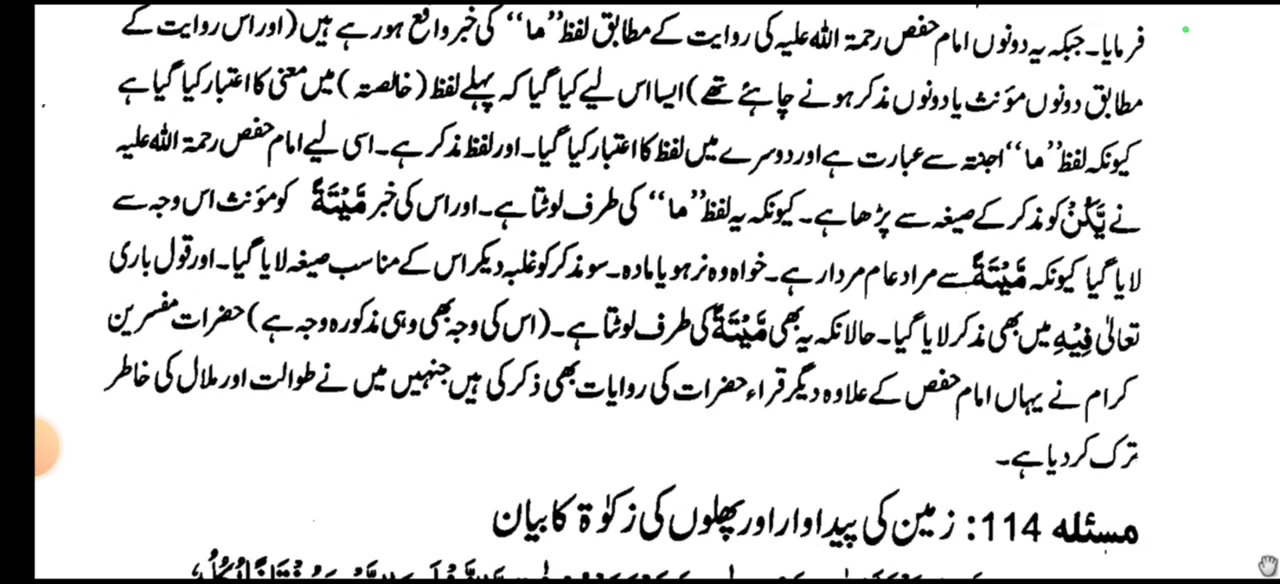 فرمایا۔ جبکہ یہ دونوں امام حفص رحمۃ اللہ علیہ کی روایت کے مطابق لفظ ”ما“ کی خبر واقع ہو رہے ہیں (اور اس روایت کے
مطابق دونوں مؤنث یا دونوں مذکر ہونے چاہئے تھے) ایسا اس لیے کیا گیا کہ پہلے لفظ (خالصتہ) میں معنی کا اعتبار کیا گیا ہے
کیونکہ لفظ ”ما“ اجنتہ سے عبارت ہے اور دوسرے میں لفظ کا اعتبار کیا گیا۔ اور لفظ مذکر ہے۔ اسی لیے امام حفص رحمۃ اللہ علیہ
نے یَّکُنْ کو مذکر کے صیغہ سے پڑھا ہے۔ کیونکہ یہ لفظ ”ما“ کی طرف لوٹتا ہے۔ اور اس کی خبر مَّیْتَةً کو مؤنث اس وجہ سے
لایا گیا کیونکہ مَّیْتَةً سے مراد عام مردار ہے۔ خواہ وہ نر ہو یا مادہ۔ سو مذکر کو غلبہ دیکر اس کے مناسب صیغہ لایا گیا۔ اور قول باری
تعالیٰ فِیْهِ میں بھی مذکر لایا گیا۔ حالانکہ یہ بھی مَّیْتَةً کی طرف لوٹتا ہے۔ (اس کی وجہ بھی وہی مذکورہ وجہ ہے) حضرات مفسرین
کرام نے یہاں امام حفص کے علاوہ دیگر قراء حضرات کی روایات بھی ذکر کی ہیں جنہیں میں نے طوالت اور ملال کی خاطر
ترک کر دیا ہے۔
مسئلہ 114: زمین کی پیداوار اور پھلوں کی زکوٰۃ کا بیان